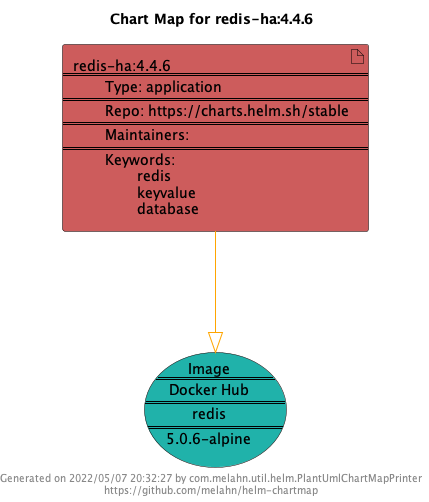 Chart Map for redis-ha:4.4.6
redis-ha:4.4.6
Type: application
Repo: https://charts.helm.sh/stable
Maintainers:
Keywords:
redis
keyvalue
database
Image
Docker Hub
redis
5.0.6-alpine
Generated on 2022/05/07 20:32:27 by com.melahn.util.helm.PlantUmlChartMapPrinter
https://github.com/melahn/helm-chartmap